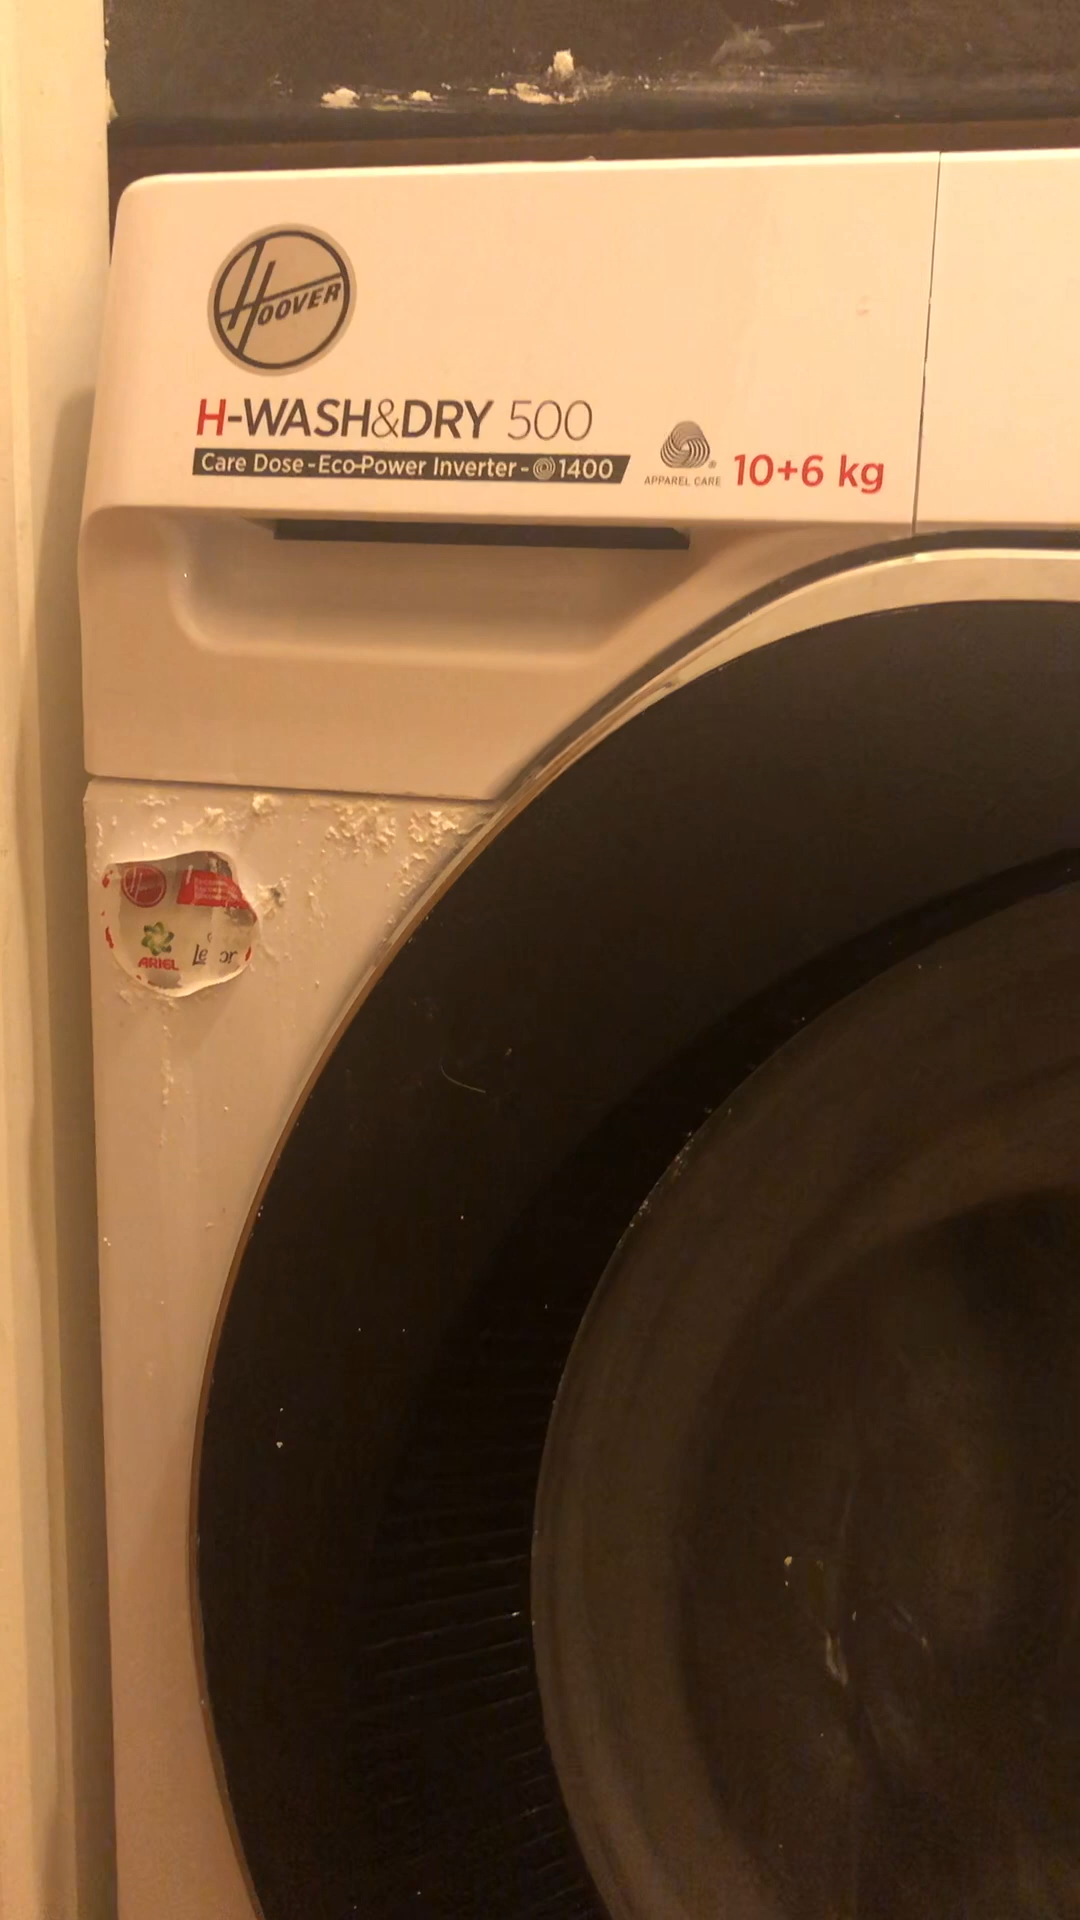 HOOVER
H-WASH&DRY 500
Care Dose - Eco-Power Inverter - 1400
APPAREL CARE
10+6 kg
ARIEL